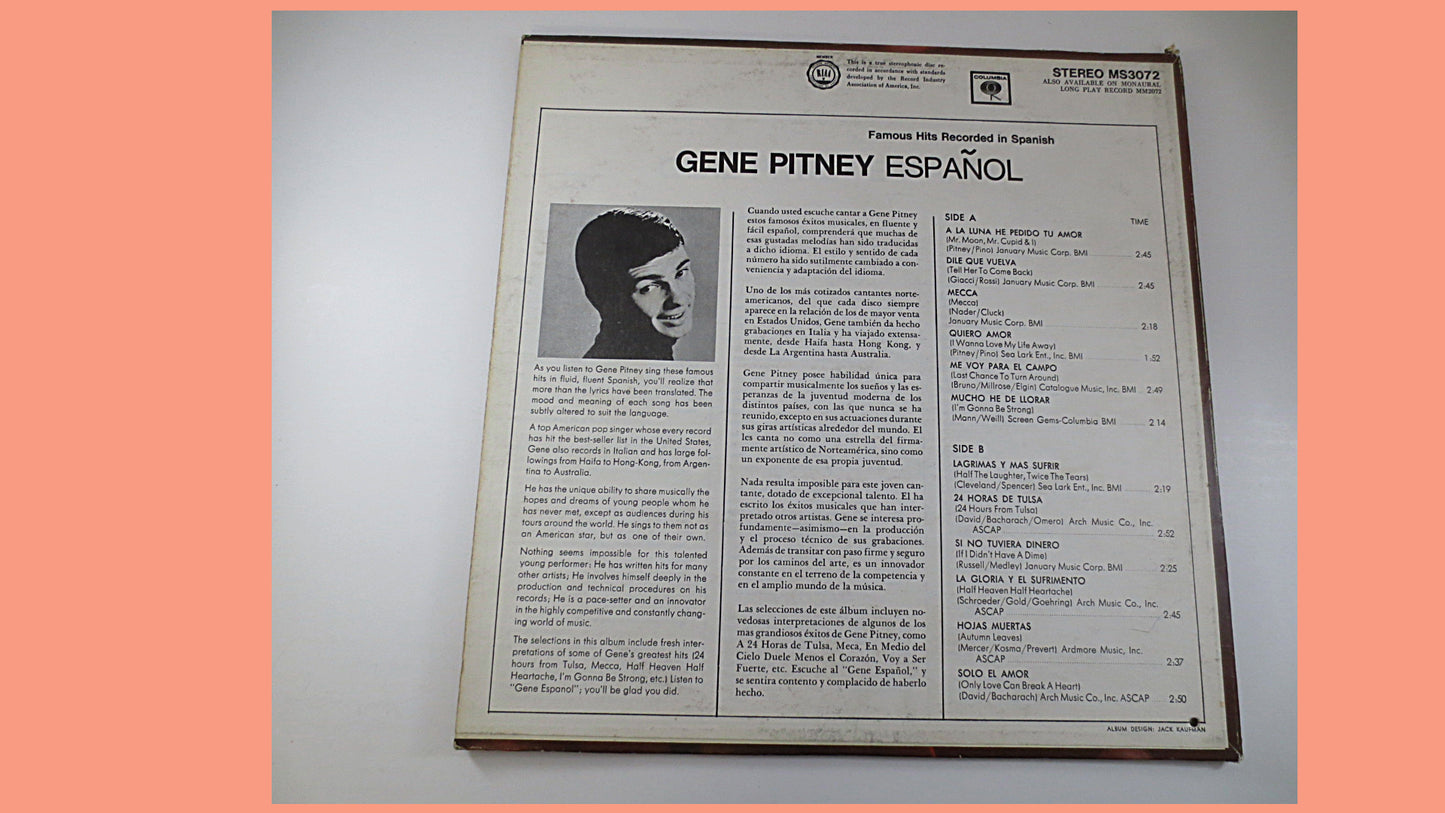 MEMBER
RIAA
This is a true stereophonic disc re-
corded in accordance with standards
developed by the Record Industry
Association of America, Inc.
COLUMBIA
STEREO MS3072
ALSO AVAILABLE ON MONAURAL
LONG PLAY RECORD MM2072
Famous Hits Recorded in Spanish
GENE PITNEY ESPAÑOL
As you listen to Gene Pitney sing these famous
hits in fluid, fluent Spanish, you'll realize that
more than the lyrics have been translated. The
mood and meaning of each song has been
subtly altered to suit the language.
A top American pop singer whose every record
has hit the best-seller list in the United States,
Gene also records in Italian and has large fol-
lowings from Haifa to Hong-Kong, from Argen-
tina to Australia.
He has the unique ability to share musically the
hopes and dreams of young people whom he
has never met, except as audiences during his
tours around the world. He sings to them not as
an American star, but as one of their own.
Nothing seems impossible for this talented
young performer: He has written hits for many
other artists; He involves himself deeply in the
production and technical procedures on his
records; He is a pace-setter and an innovator
in the highly competitive and constantly chang-
ing world of music.
The selections in this album include fresh inter-
pretations of some of Gene's greatest hits (24
hours from Tulsa, Mecca, Half Heaven Half
Heartache, I'm Gonna Be Strong, etc.) Listen to
"Gene Espanol"; you'll be glad you did.
Cuando usted escuche cantar a Gene Pitney
estos famosos éxitos musicales, en fluente y
fácil español, comprenderá que muchas de
esas gustadas melodías han sido traducidas
a dicho idioma. El estilo y sentido de cada
número ha sido sutilmente cambiado a con-
veniencia y adaptación del idioma.
Uno de los más cotizados cantantes norte-
americanos, del que cada disco siempre
aparece en la relación de los de mayor venta
en Estados Unidos, Gene también da hecho
grabaciones en Italia y ha viajado extensa-
mente, desde Haifa hasta Hong Kong, y
desde La Argentina hasta Australia.
Gene Pitney posee habilidad única para
compartir musicalmente los sueños y las es-
peranzas de la juventud moderna de los
distintos países, con las que nunca se ha
reunido, excepto en sus actuaciones durante
sus giras artísticas alrededor del mundo. El
les canta no como una estrella del firma-
mente artístico de Norteamérica, sino como
un exponente de esa propia juventud.
Nada resulta imposible para este joven can-
tante, dotado de excepcional talento. El ha
escrito los éxitos musicales que han inter-
pretado otros artistas. Gene se interesa pro-
fundamente—asimismo—en la producción
y el proceso técnico de sus grabaciones.
Además de transitar con paso firme y seguro
por los caminos del arte, es un innovador
constante en el terreno de la competencia y
en el amplio mundo de la música.
Las selecciones de este álbum incluyen no-
vedosas interpretaciones de algunos de los
mas grandiosos éxitos de Gene Pitney, como
A 24 Horas de Tulsa, Meca, En Medio del
Cielo Duele Menos el Corazón, Voy a Ser
Fuerte, etc. Escuche al "Gene Español," y
se sentira contento y complacido de haberlo
hecho.
SIDE A TIME
A LA LUNA HE PEDIDO TU AMOR
(Mr. Moon, Mr. Cupid & I)
(Pitney/Pino) January Music Corp. BMI 2:45
DILE QUE VUELVA
(Tell Her To Come Back)
(Giacci/Rossi) January Music Corp. BMI 2:45
MECCA
(Mecca)
(Nader/Cluck)
January Music Corp. BMI 2:18
QUIERO AMOR
(I Wanna Love My Life Away)
(Pitney/Pino) Sea Lark Ent., Inc. BMI 1:52
ME VOY PARA EL CAMPO
(Last Chance To Turn Around)
(Bruno/Millrose/Elgin) Catalogue Music, Inc. BMI 2:49
MUCHO HE DE LLORAR
(I'm Gonna Be Strong)
(Mann/Weill) Screen Gems-Columbia BMI 2:14
SIDE B
LAGRIMAS Y MAS SUFRIR
(Half The Laughter, Twice The Tears)
(Cleveland/Spencer) Sea Lark Ent., Inc. BMI 2:19
24 HORAS DE TULSA
(24 Hours From Tulsa)
(David/Bacharach/Omero) Arch Music Co., Inc.
ASCAP 2:52
SI NO TUVIERA DINERO
(If I Didn't Have A Dime)
(Russell/Medley) January Music Corp. BMI 2:25
LA GLORIA Y EL SUFRIMENTO
(Half Heaven Half Heartache)
(Schroeder/Gold/Goehring) Arch Music Co., Inc.
ASCAP 2:45
HOJAS MUERTAS
(Autumn Leaves)
(Mercer/Kosma/Prevert) Ardmore Music, Inc.
ASCAP 2:37
SOLO EL AMOR
(Only Love Can Break A Heart)
(David/Bacharach) Arch Music Co., Inc. ASCAP 2:50
ALBUM DESIGN: JACK KAUFMAN